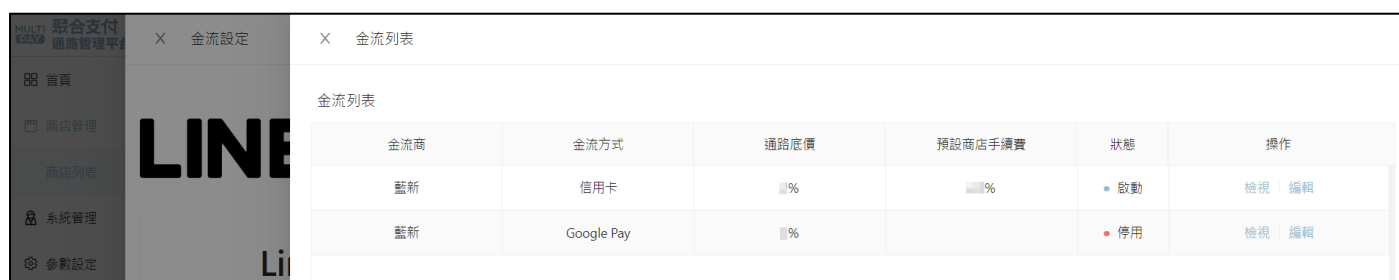 MULTI PAY 聚合支付
通路管理平台
首頁
商店管理
商店列表
系統管理
參數設定
金流設定
LINE
Li
金流列表
金流列表
金流商 金流方式 通路底價 預設商店手續費 狀態 操作
藍新 信用卡 % % 啟動 檢視 編輯
藍新 Google Pay % 停用 檢視 編輯